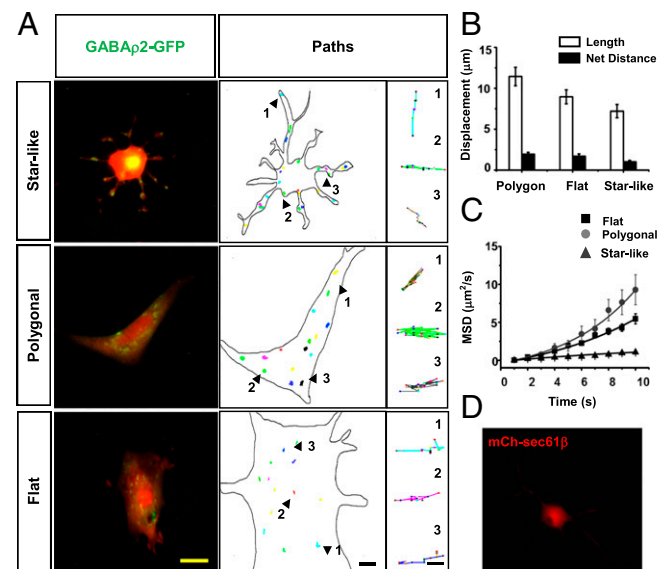 A
GABAρ2-GFP
Paths
Star-like
1
2
3
1
2
3
Polygonal
1
2
3
1
2
3
Flat
3
2
1
1
2
3
B
Length
Net Distance
Displacement (μm)
15
10
5
0
Polygon Flat Star-like
C
Flat
Polygonal
Star-like
MSD (μm²/s)
15
10
5
0
0 2 4 6 8 10
Time (s)
D
mCh-sec61β